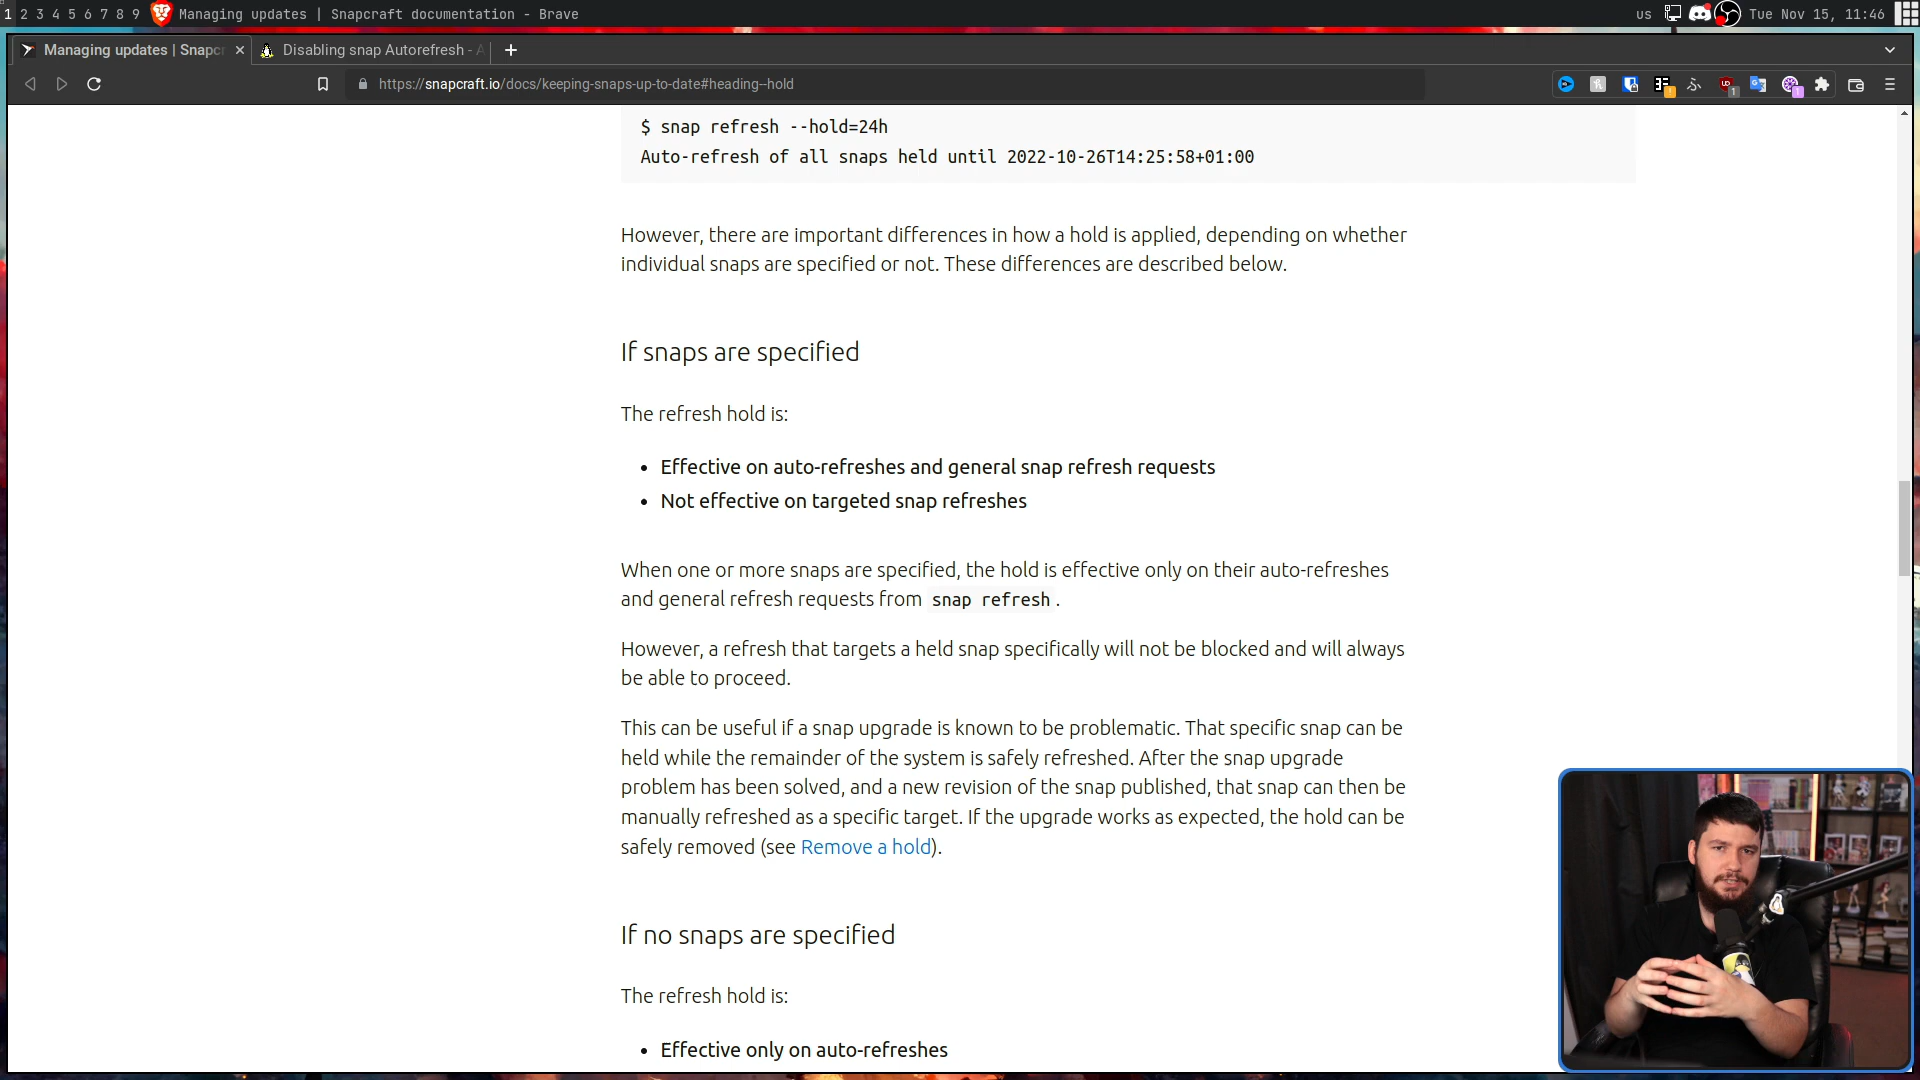 1 2 3 4 5 6 7 8 9 Managing updates | Snapcraft documentation - Brave us Tue Nov 15, 11:46
Managing updates | Snapcr Disabling snap Autorefresh - A
https://snapcraft.io/docs/keeping-snaps-up-to-date#heading--hold
$ snap refresh --hold=24h
Auto-refresh of all snaps held until 2022-10-26T14:25:58+01:00
However, there are important differences in how a hold is applied, depending on whether
individual snaps are specified or not. These differences are described below.
If snaps are specified
The refresh hold is:
• Effective on auto-refreshes and general snap refresh requests
• Not effective on targeted snap refreshes
When one or more snaps are specified, the hold is effective only on their auto-refreshes
and general refresh requests from snap refresh.
However, a refresh that targets a held snap specifically will not be blocked and will always
be able to proceed.
This can be useful if a snap upgrade is known to be problematic. That specific snap can be
held while the remainder of the system is safely refreshed. After the snap upgrade
problem has been solved, and a new revision of the snap published, that snap can then be
manually refreshed as a specific target. If the upgrade works as expected, the hold can be
safely removed (see Remove a hold).
If no snaps are specified
The refresh hold is:
• Effective only on auto-refreshes